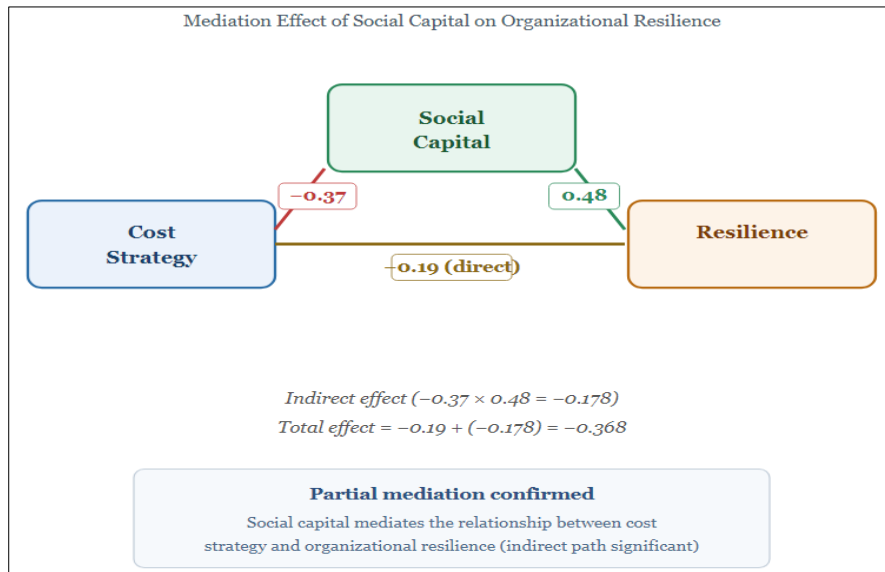 Mediation Effect of Social Capital on Organizational Resilience
Social
Capital
−0.37
0.48
Cost
Strategy
Resilience
−0.19 (direct)
Indirect effect (−0.37 × 0.48 = −0.178)
Total effect = −0.19 + (−0.178) = −0.368
Partial mediation confirmed
Social capital mediates the relationship between cost
strategy and organizational resilience (indirect path significant)